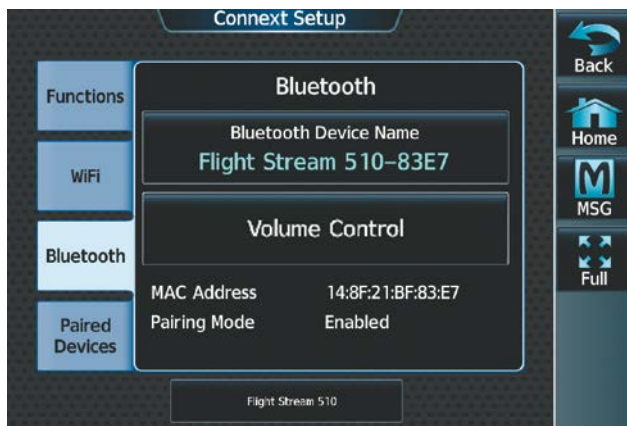 Connext Setup
Back
Functions
Bluetooth
Bluetooth Device Name
Flight Stream 510-83E7
Home
WiFi
MSG
Volume Control
Bluetooth
Full
MAC Address 14:8F:21:BF:83:E7
Pairing Mode Enabled
Paired
Devices
Flight Stream 510